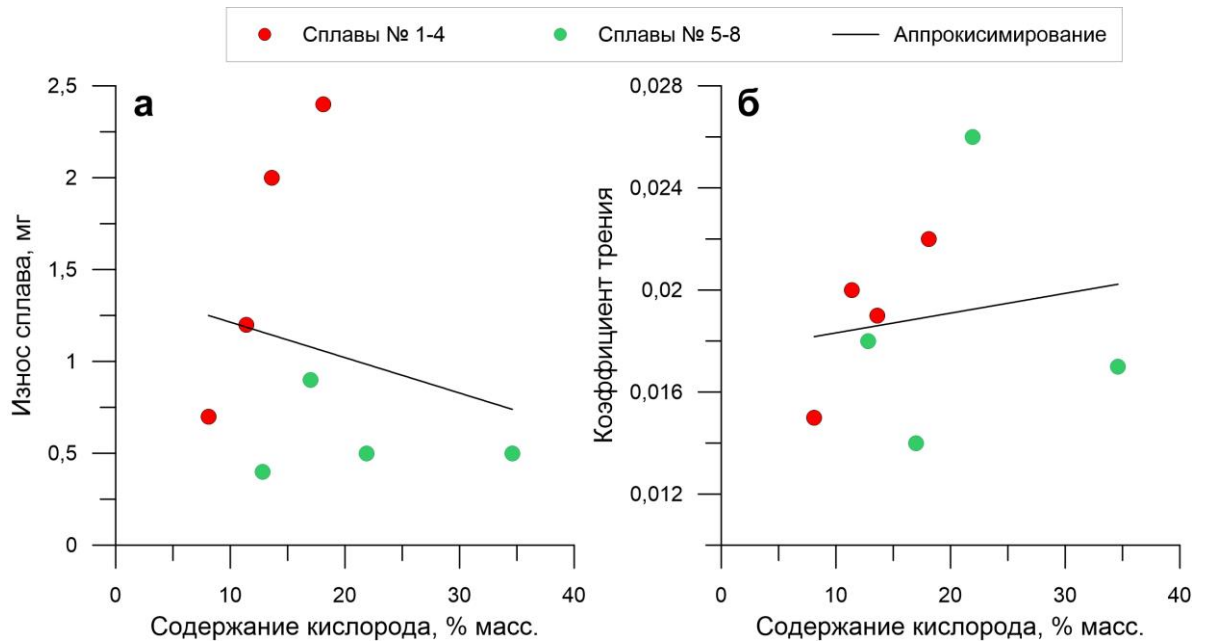 Сплавы № 1-4 Сплавы № 5-8 Аппрокисимирование
а
2,5
2
1,5
1
0,5
0
Износ сплава, мг
0 10 20 30 40
Содержание кислорода, % масс.
б
0,028
0,024
0,02
0,016
0,012
Коэффициент трения
0 10 20 30 40
Содержание кислорода, % масс.